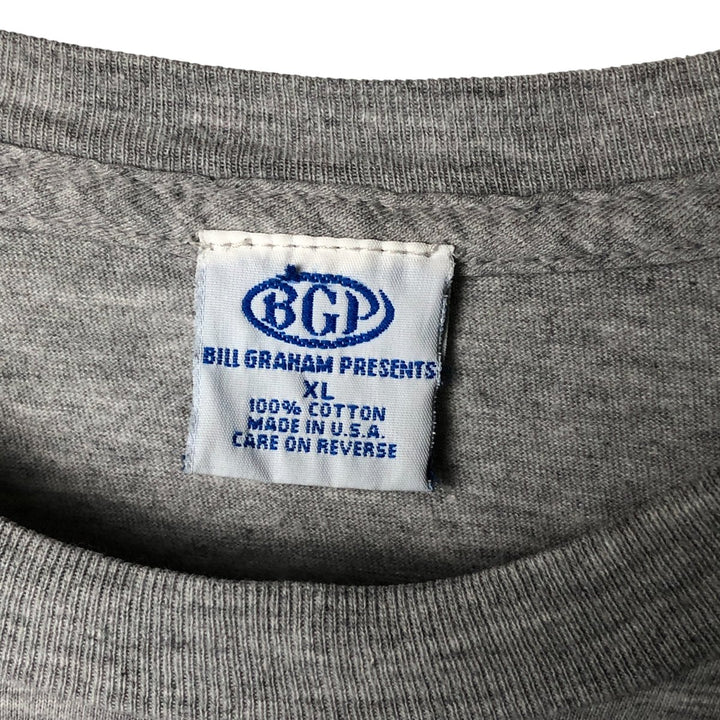 BGP
BILL GRAHAM PRESENTS
XL
100% COTTON
MADE IN U.S.A.
CARE ON REVERSE